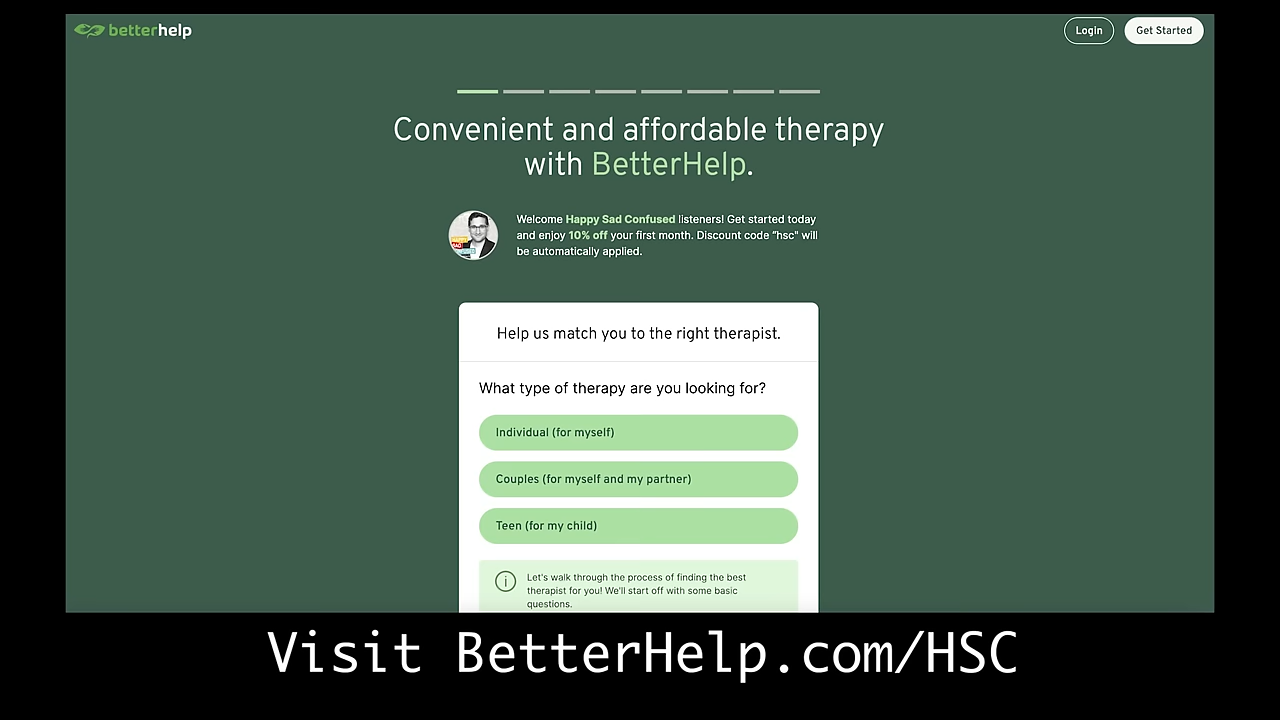 betterhelp
Login
Get Started
Convenient and affordable therapy
with BetterHelp.
Welcome Happy Sad Confused listeners! Get started today
and enjoy 10% off your first month. Discount code "hsc" will
be automatically applied.
Help us match you to the right therapist.
What type of therapy are you looking for?
Individual (for myself)
Couples (for myself and my partner)
Teen (for my child)
Let's walk through the process of finding the best
therapist for you! We'll start off with some basic
questions.
Visit BetterHelp.com/HSC